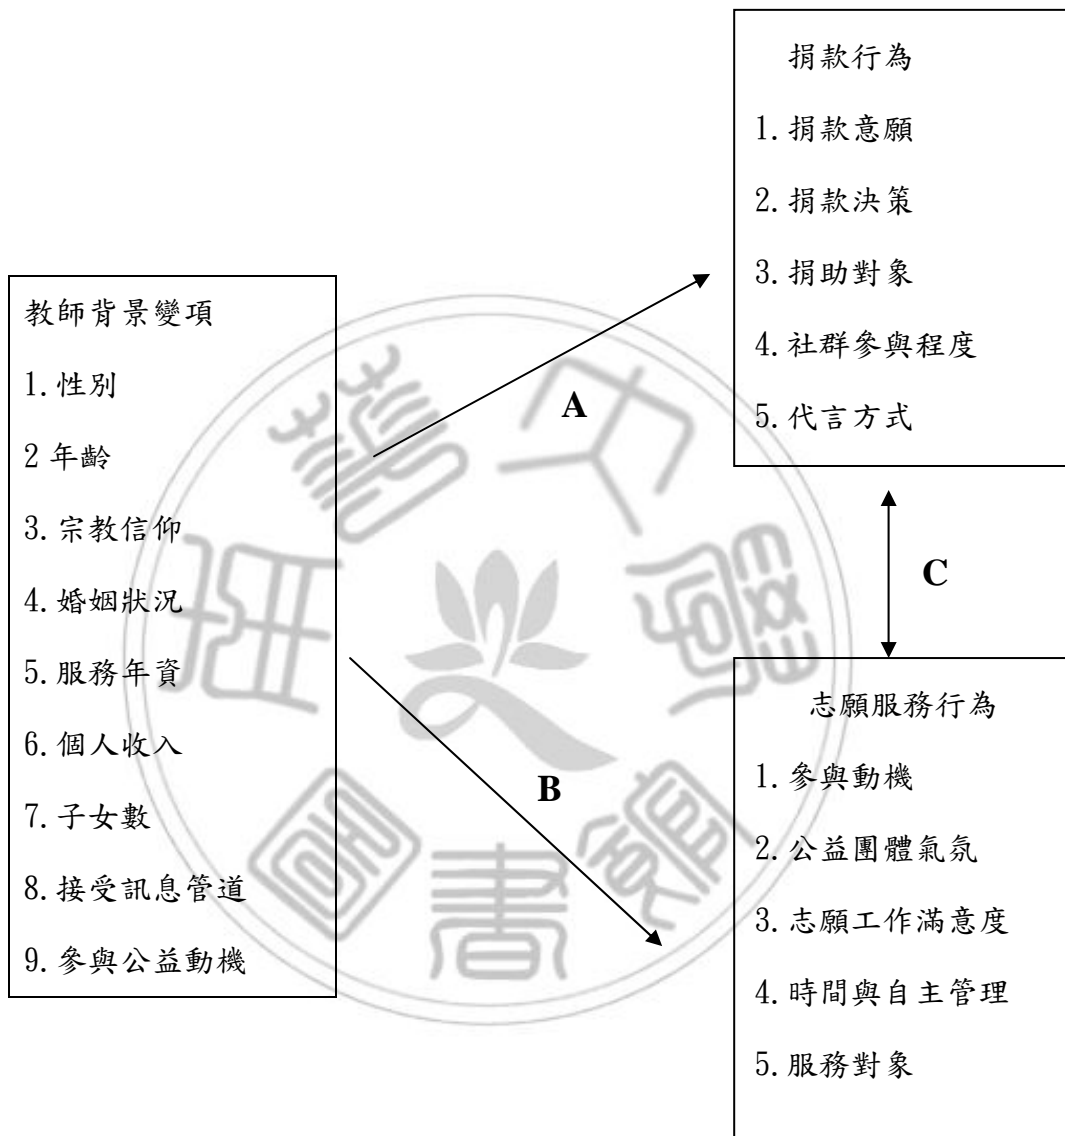 捐款行為
1.捐款意願
2.捐款決策
3.捐助對象
4.社群參與程度
5.代言方式
教師背景變項
1.性別
2 年齡
3.宗教信仰
4.婚姻狀況
5.服務年資
6.個人收入
7.子女數
8.接受訊息管道
9.參與公益動機
A
B
C
志願服務行為
1.參與動機
2.公益團體氣氛
3.志願工作滿意度
4.時間與自主管理
5.服務對象